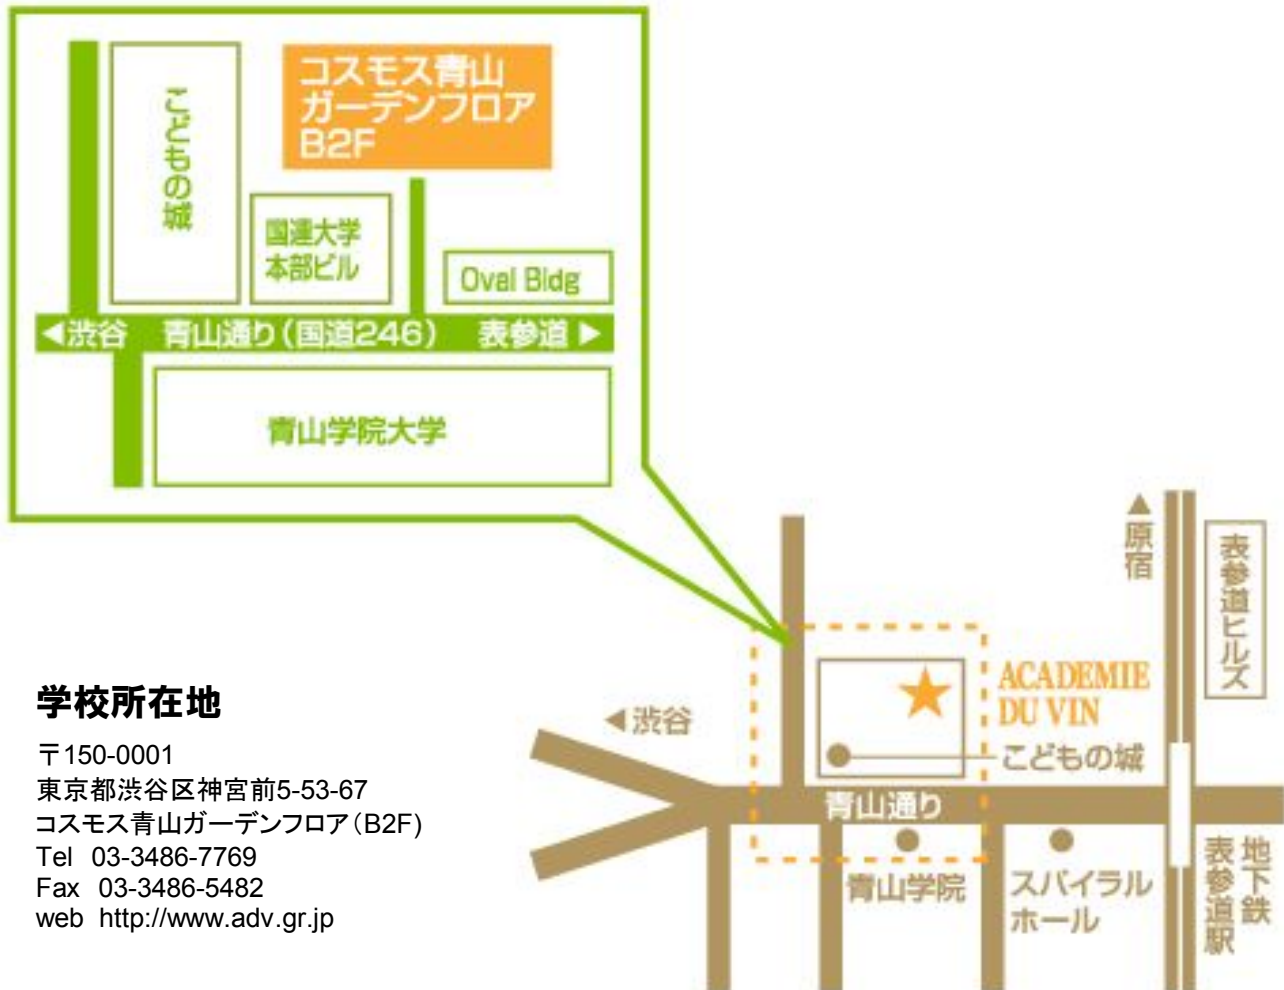 コスモス青山
ガーデンフロア
B2F
こどもの城
国連大学
本部ビル
Oval Bldg
◀渋谷 青山通り（国道246） 表参道▶
青山学院大学
▲原宿
表参道ヒルズ
ACADEMIE
DU VIN
◀渋谷
こどもの城
青山通り
青山学院
スパイラル
ホール
地下鉄
表参道駅
学校所在地
〒150-0001
東京都渋谷区神宮前5-53-67
コスモス青山ガーデンフロア（B2F)
Tel 03-3486-7769
Fax 03-3486-5482
web http://www.adv.gr.jp